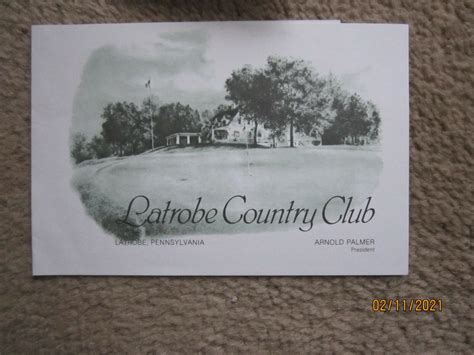 Latrobe Country Club
LATROBE, PENNSYLVANIA
ARNOLD PALMER
President
02/11/2021